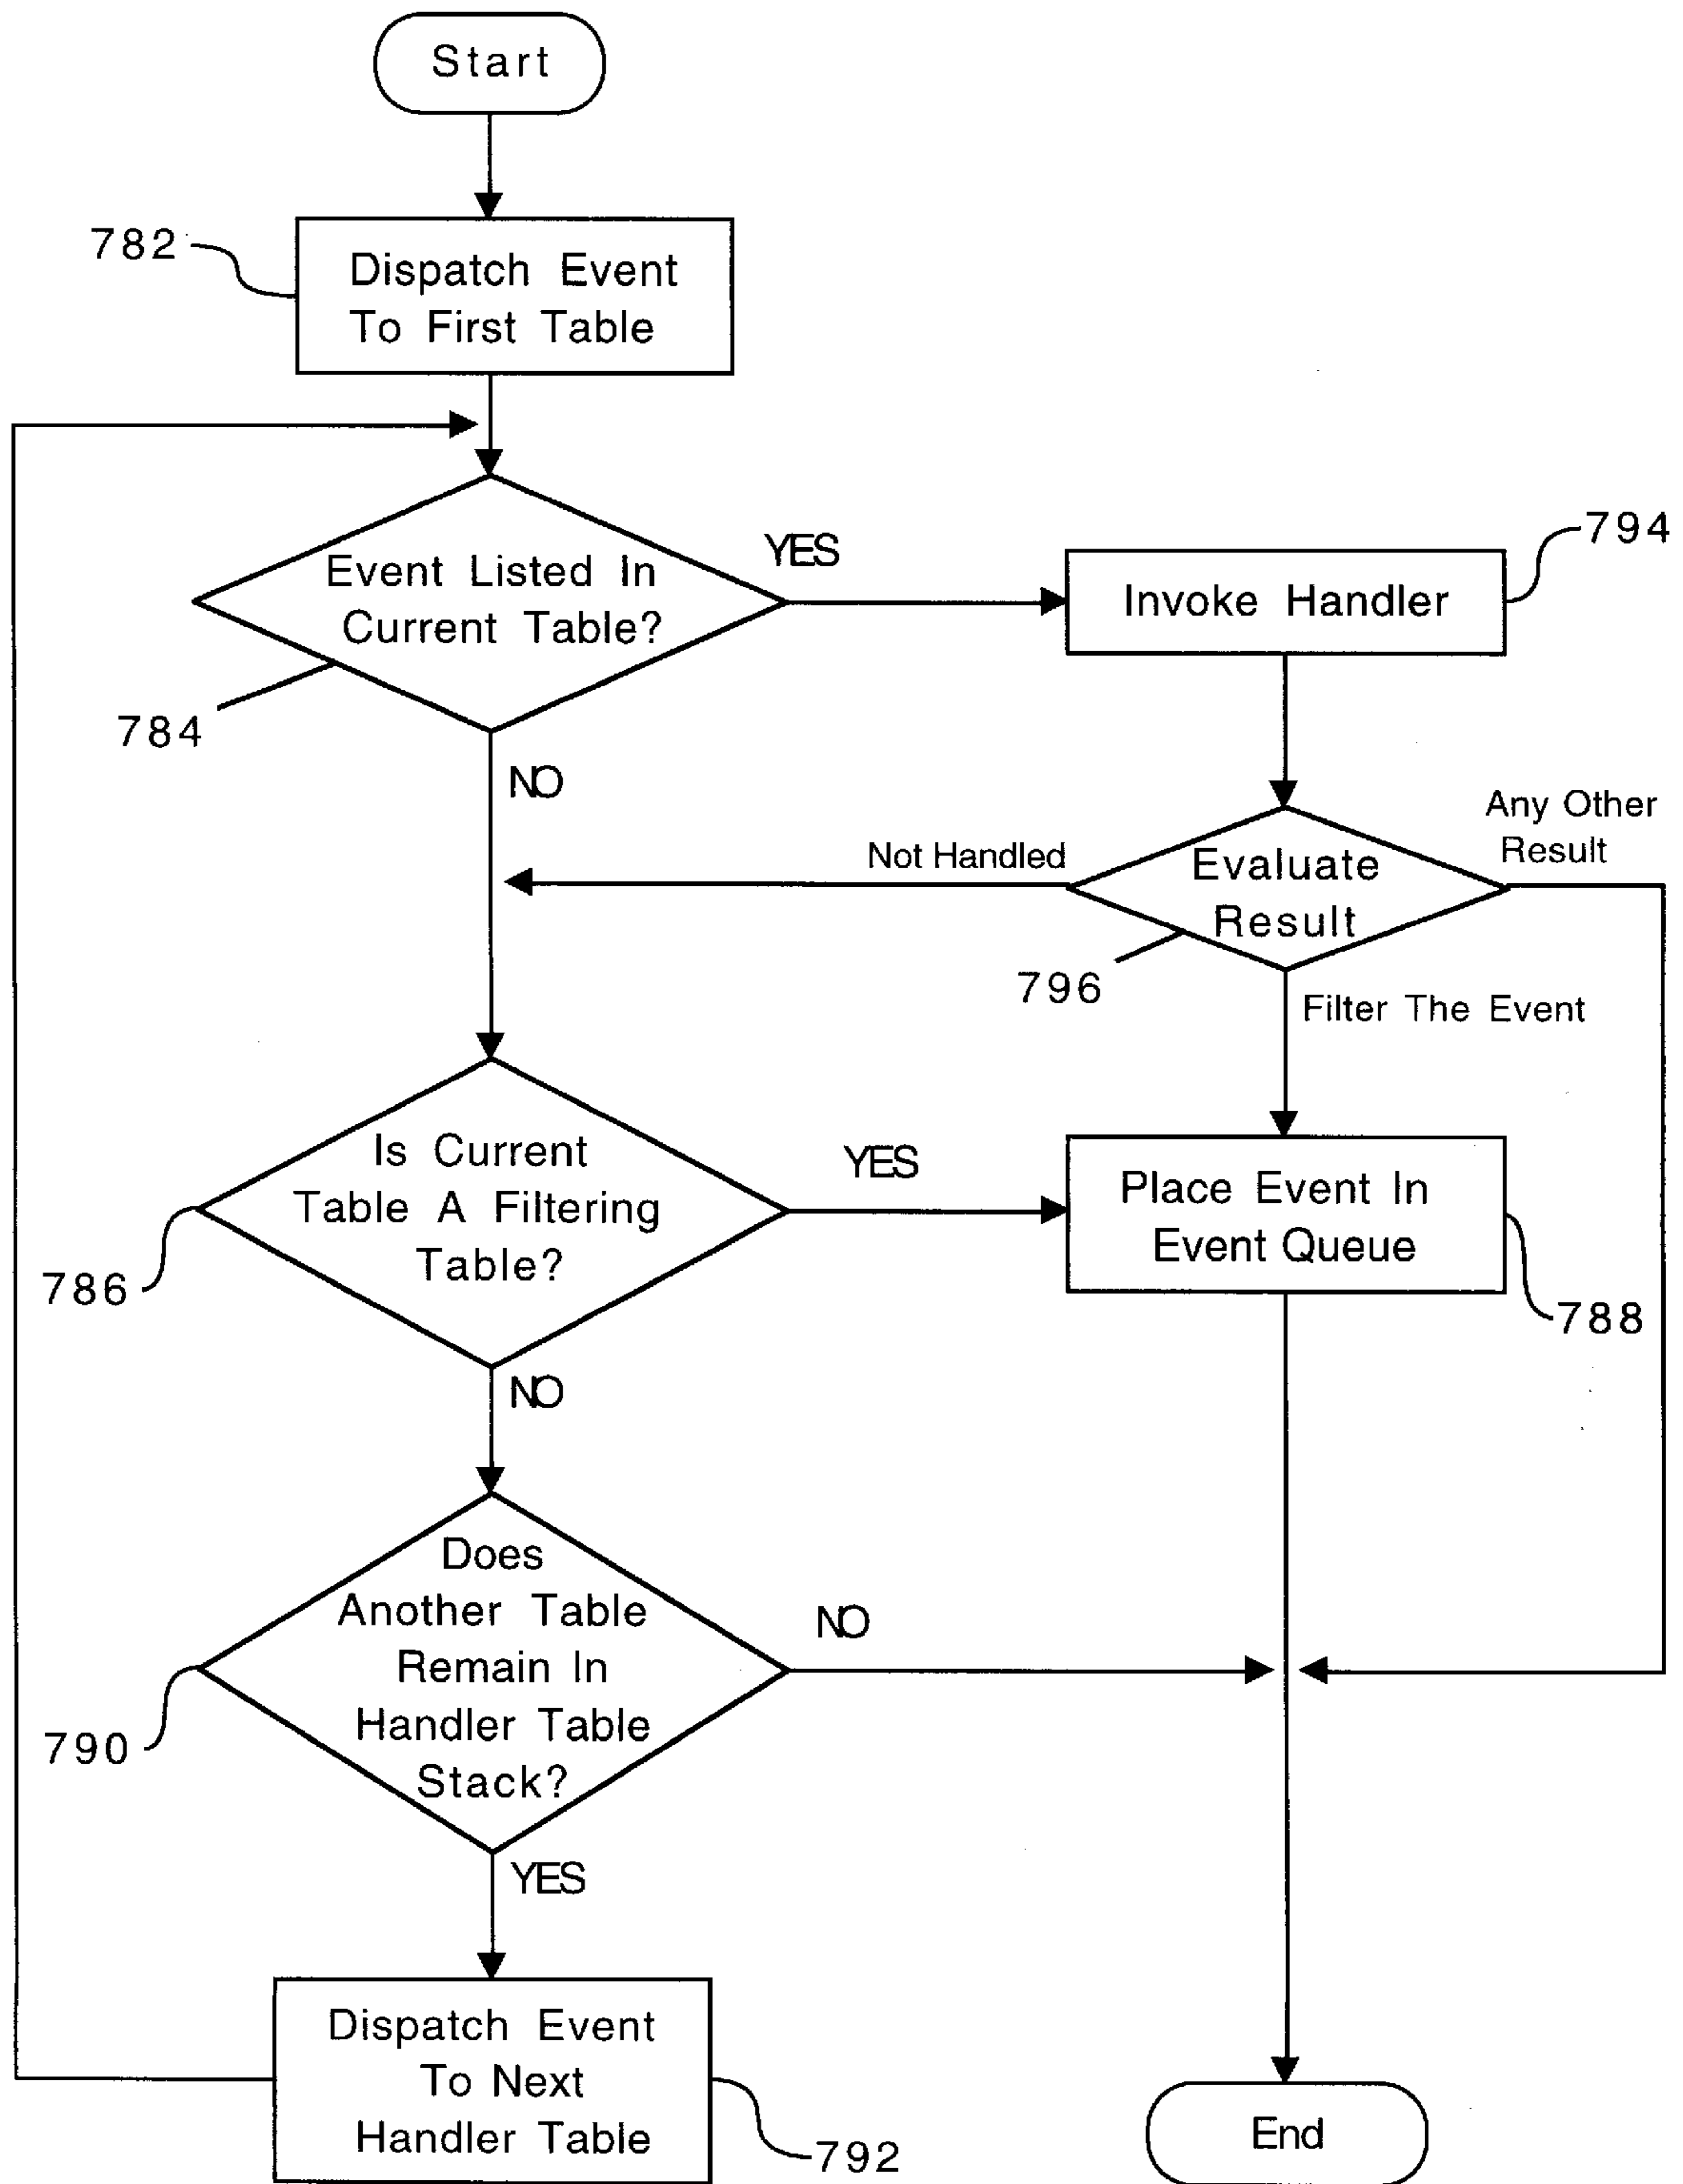 Start
782
Dispatch Event
To First Table
Event Listed In
Current Table?
784
YES
794
Invoke Handler
NO
Not Handled
Evaluate
Result
796
Any Other
Result
Filter The Event
Is Current
Table A Filtering
Table?
786
YES
Place Event In
Event Queue
788
NO
Does
Another Table
Remain In
Handler Table
Stack?
790
NO
YES
Dispatch Event
To Next
Handler Table
792
End